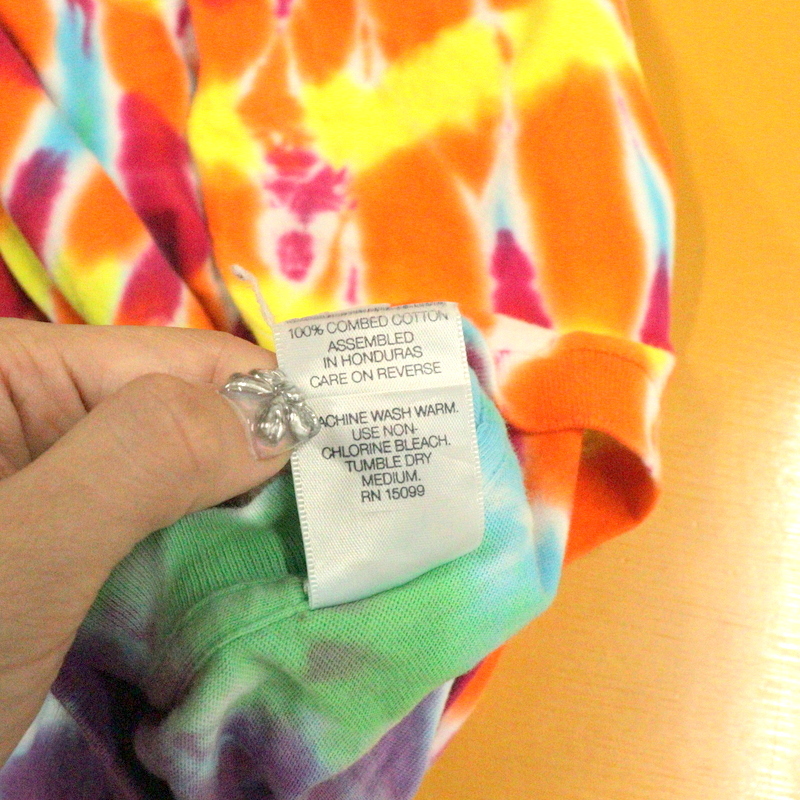 100% COMBED COTTON
ASSEMBLED
IN HONDURAS
CARE ON REVERSE
ACHINE WASH WARM.
USE NON-
CHLORINE BLEACH.
TUMBLE DRY
MEDIUM.
RN 15099